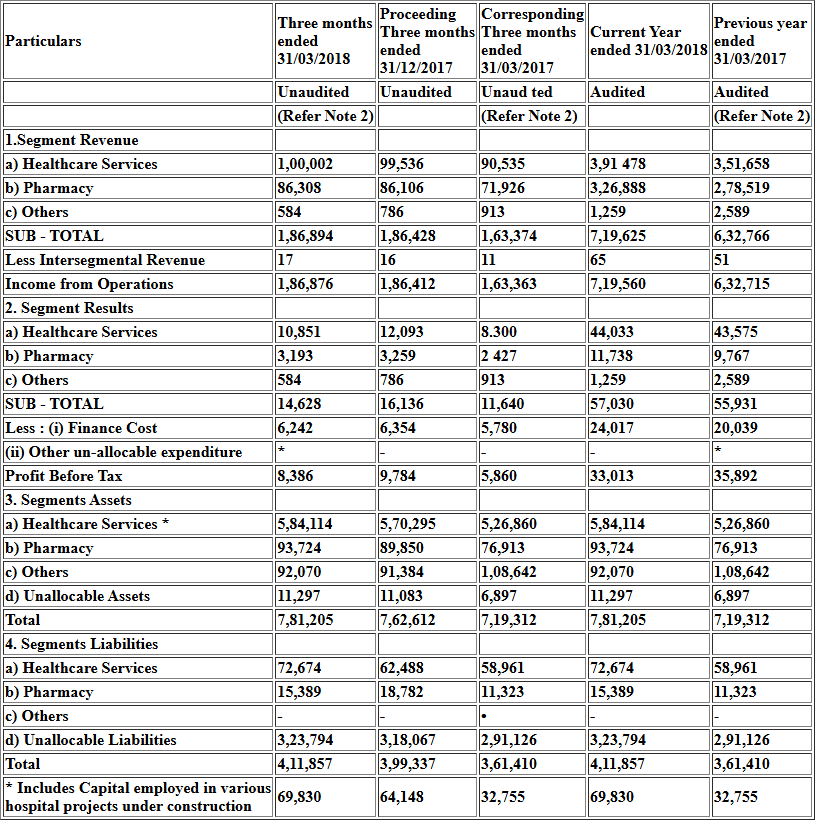 Particulars Three months ended 31/03/2018 Proceeding Three months ended 31/12/2017 Corresponding Three months ended 31/03/2017 Current Year ended 31/03/2018 Previous year ended 31/03/2017
Unaudited Unaudited Unaud ted Audited Audited
(Refer Note 2) (Refer Note 2) (Refer Note 2)
1.Segment Revenue
a) Healthcare Services 1,00,002 99,536 90,535 3,91 478 3,51,658
b) Pharmacy 86,308 86,106 71,926 3,26,888 2,78,519
c) Others 584 786 913 1,259 2,589
SUB - TOTAL 1,86,894 1,86,428 1,63,374 7,19,625 6,32,766
Less Intersegmental Revenue 17 16 11 65 51
Income from Operations 1,86,876 1,86,412 1,63,363 7,19,560 6,32,715
2. Segment Results
a) Healthcare Services 10,851 12,093 8.300 44,033 43,575
b) Pharmacy 3,193 3,259 2 427 11,738 9,767
c) Others 584 786 913 1,259 2,589
SUB - TOTAL 14,628 16,136 11,640 57,030 55,931
Less : (i) Finance Cost 6,242 6,354 5,780 24,017 20,039
(ii) Other un-allocable expenditure * - - - *
Profit Before Tax 8,386 9,784 5,860 33,013 35,892
3. Segments Assets
a) Healthcare Services * 5,84,114 5,70,295 5,26,860 5,84,114 5,26,860
b) Pharmacy 93,724 89,850 76,913 93,724 76,913
c) Others 92,070 91,384 1,08,642 92,070 1,08,642
d) Unallocable Assets 11,297 11,083 6,897 11,297 6,897
Total 7,81,205 7,62,612 7,19,312 7,81,205 7,19,312
4. Segments Liabilities
a) Healthcare Services 72,674 62,488 58,961 72,674 58,961
b) Pharmacy 15,389 18,782 11,323 15,389 11,323
c) Others - - • - -
d) Unallocable Liabilities 3,23,794 3,18,067 2,91,126 3,23,794 2,91,126
Total 4,11,857 3,99,337 3,61,410 4,11,857 3,61,410
* Includes Capital employed in various hospital projects under construction 69,830 64,148 32,755 69,830 32,755